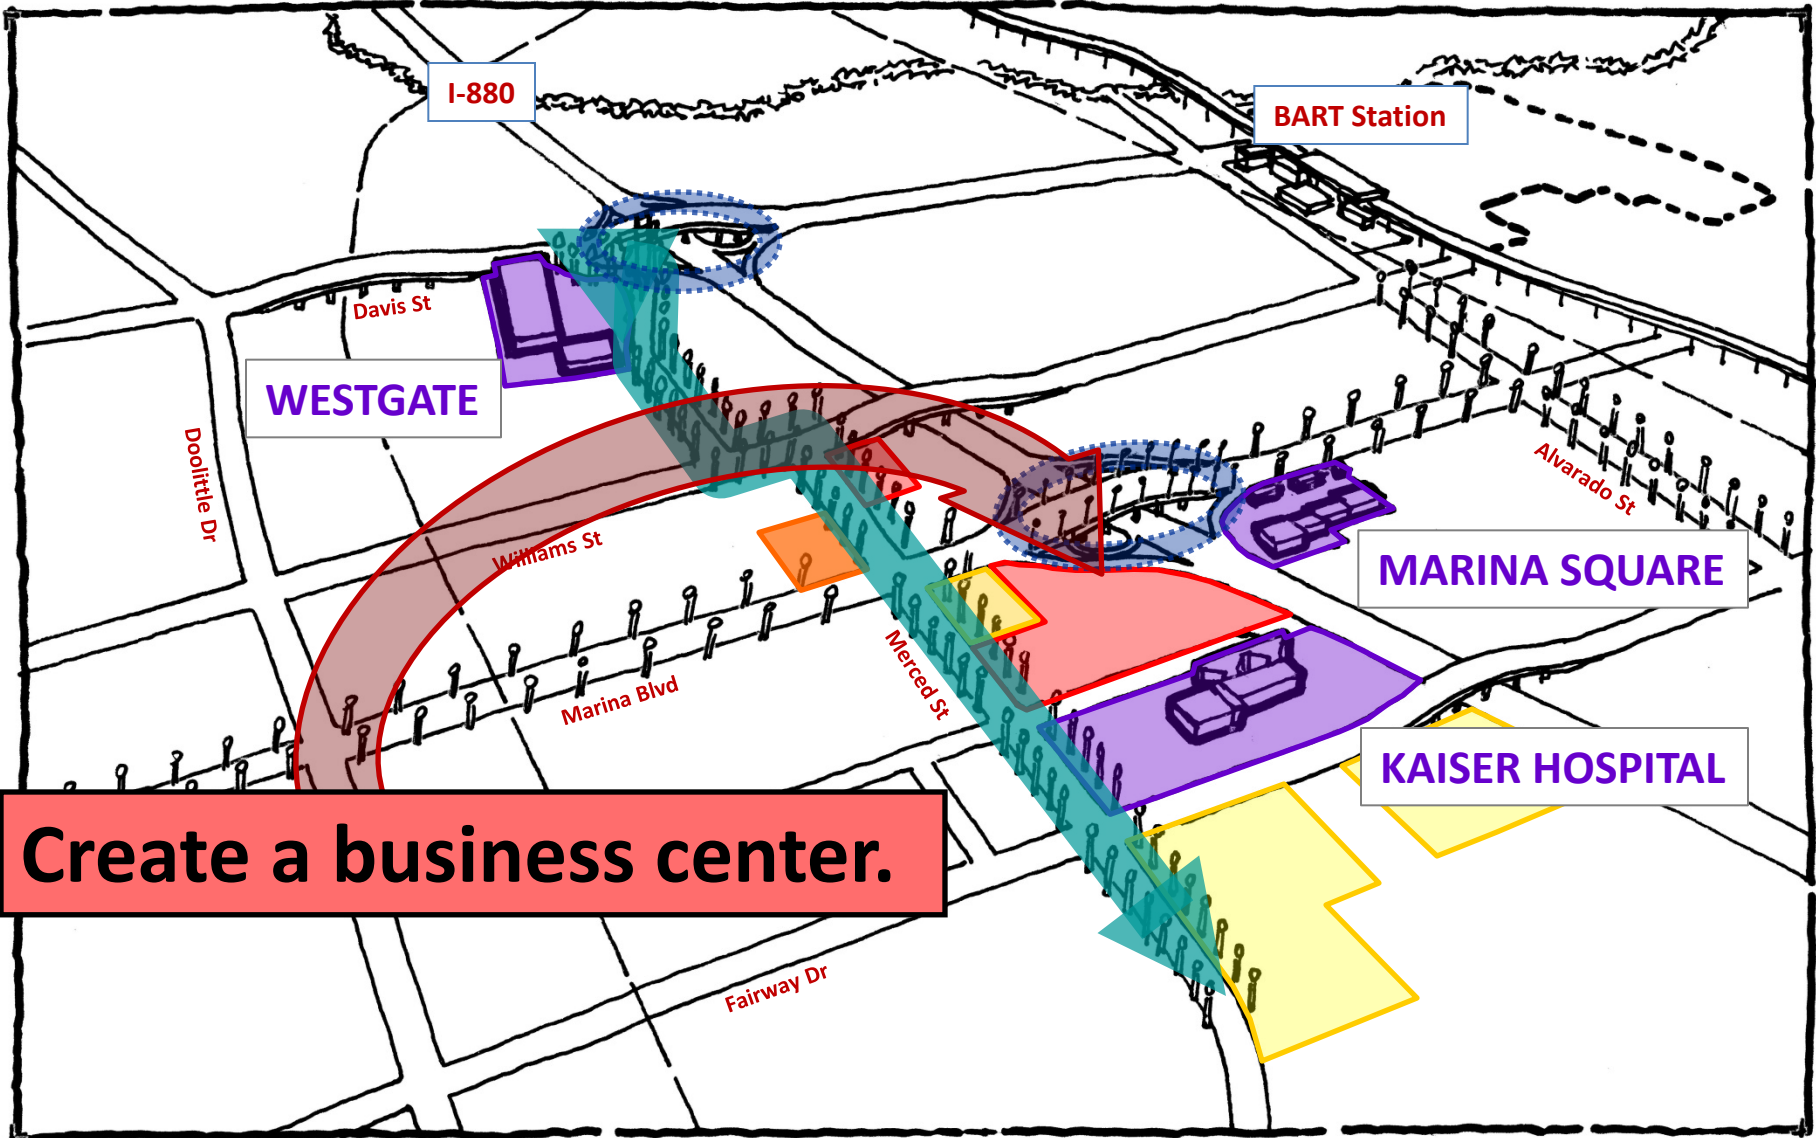 I-880
BART Station
Davis St
WESTGATE
Doolittle Dr
Williams St
Alvarado St
MARINA SQUARE
Merced St
Marina Blvd
KAISER HOSPITAL
Create a business center.
Fairway Dr